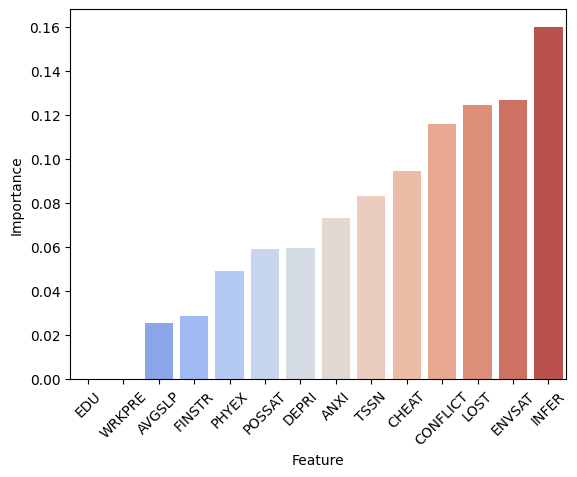 0.16
0.14
0.12
0.10
0.08
0.06
0.04
0.02
0.00
Importance
EDU
WRKPRE
AVGSLP
FINSTR
PHYEX
POSSAT
DEPRI
ANXI
TSSN
CHEAT
CONFLICT
LOST
ENVSAT
INFER
Feature